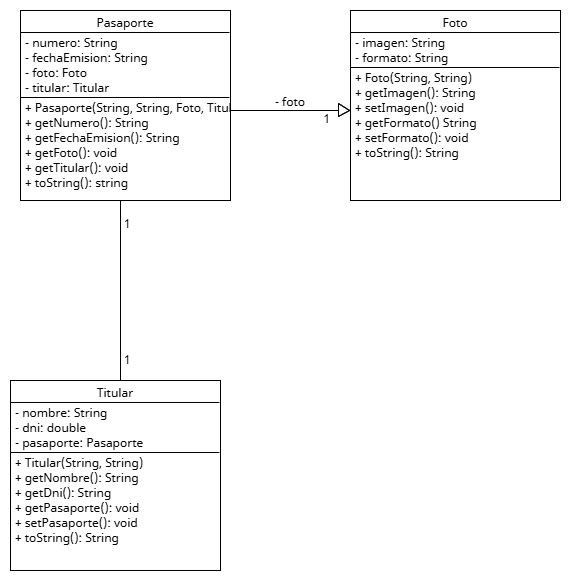 Pasaporte
- numero: String
- fechaEmision: String
- foto: Foto
- titular: Titular
+ Pasaporte(String, String, Foto, Titul
+ getNumero(): String
+ getFechaEmision(): String
+ getFoto(): void
+ getTitular(): void
+ toString(): string
- foto
1
Foto
- imagen: String
- formato: String
+ Foto(String, String)
+ getImagen(): String
+ setImagen(): void
+ getFormato() String
+ setFormato(): void
+ toString(): String
1
1
Titular
- nombre: String
- dni: double
- pasaporte: Pasaporte
+ Titular(String, String)
+ getNombre(): String
+ getDni(): String
+ getPasaporte(): void
+ setPasaporte(): void
+ toString(): String